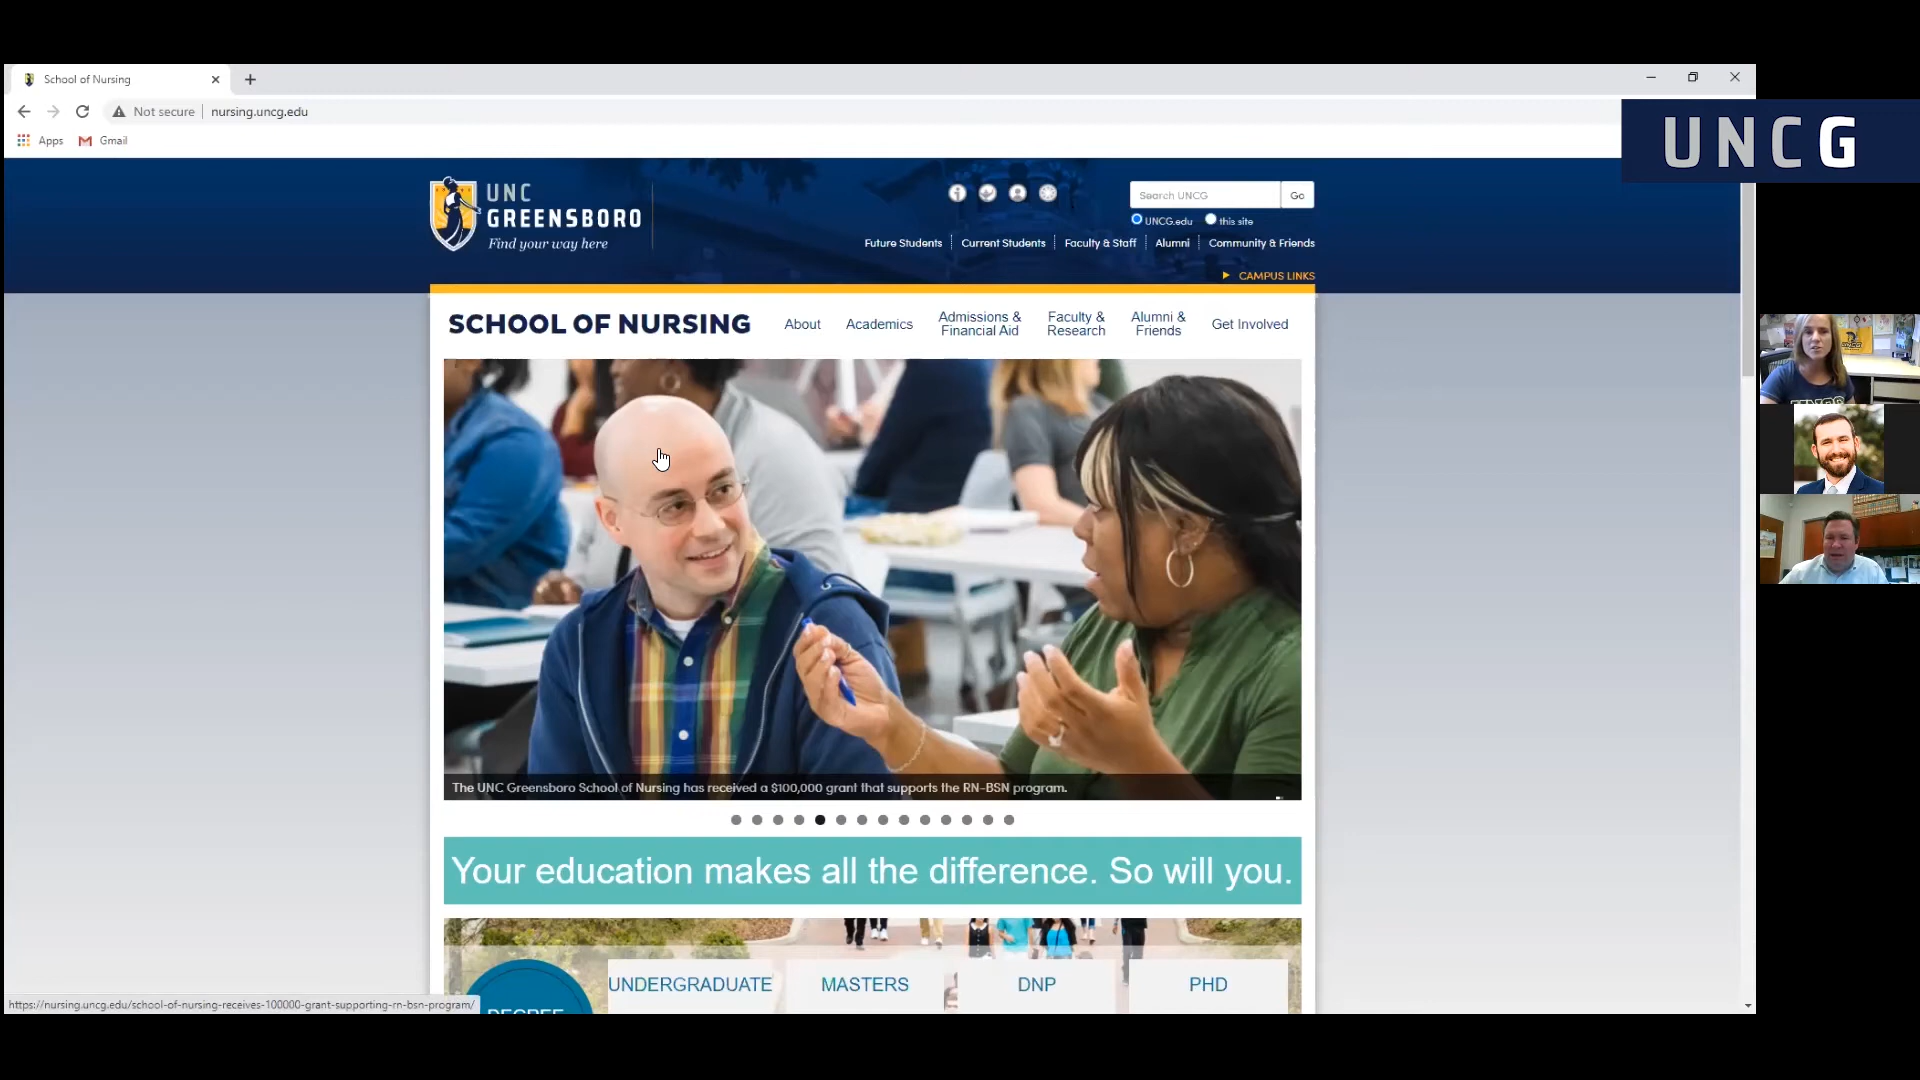 School of Nursing
Not secure
nursing.uncg.edu
Apps
Gmail
UNCG
UNC
GREENSBORO
Find your way here
Search UNCG
Go
UNCG.edu
this site
Future Students
Current Students
Faculty & Staff
Alumni
Community & Friends
CAMPUS LINKS
SCHOOL OF NURSING
About
Academics
Admissions &
Financial Aid
Faculty &
Research
Alumni &
Friends
Get Involved
The UNC Greensboro School of Nursing has received a $100,000 grant that supports the RN-BSN program.
Your education makes all the difference. So will you.
DEGREE
UNDERGRADUATE
MASTERS
DNP
PHD
https://nursing.uncg.edu/school-of-nursing-receives-100000-grant-supporting-rn-bsn-program/